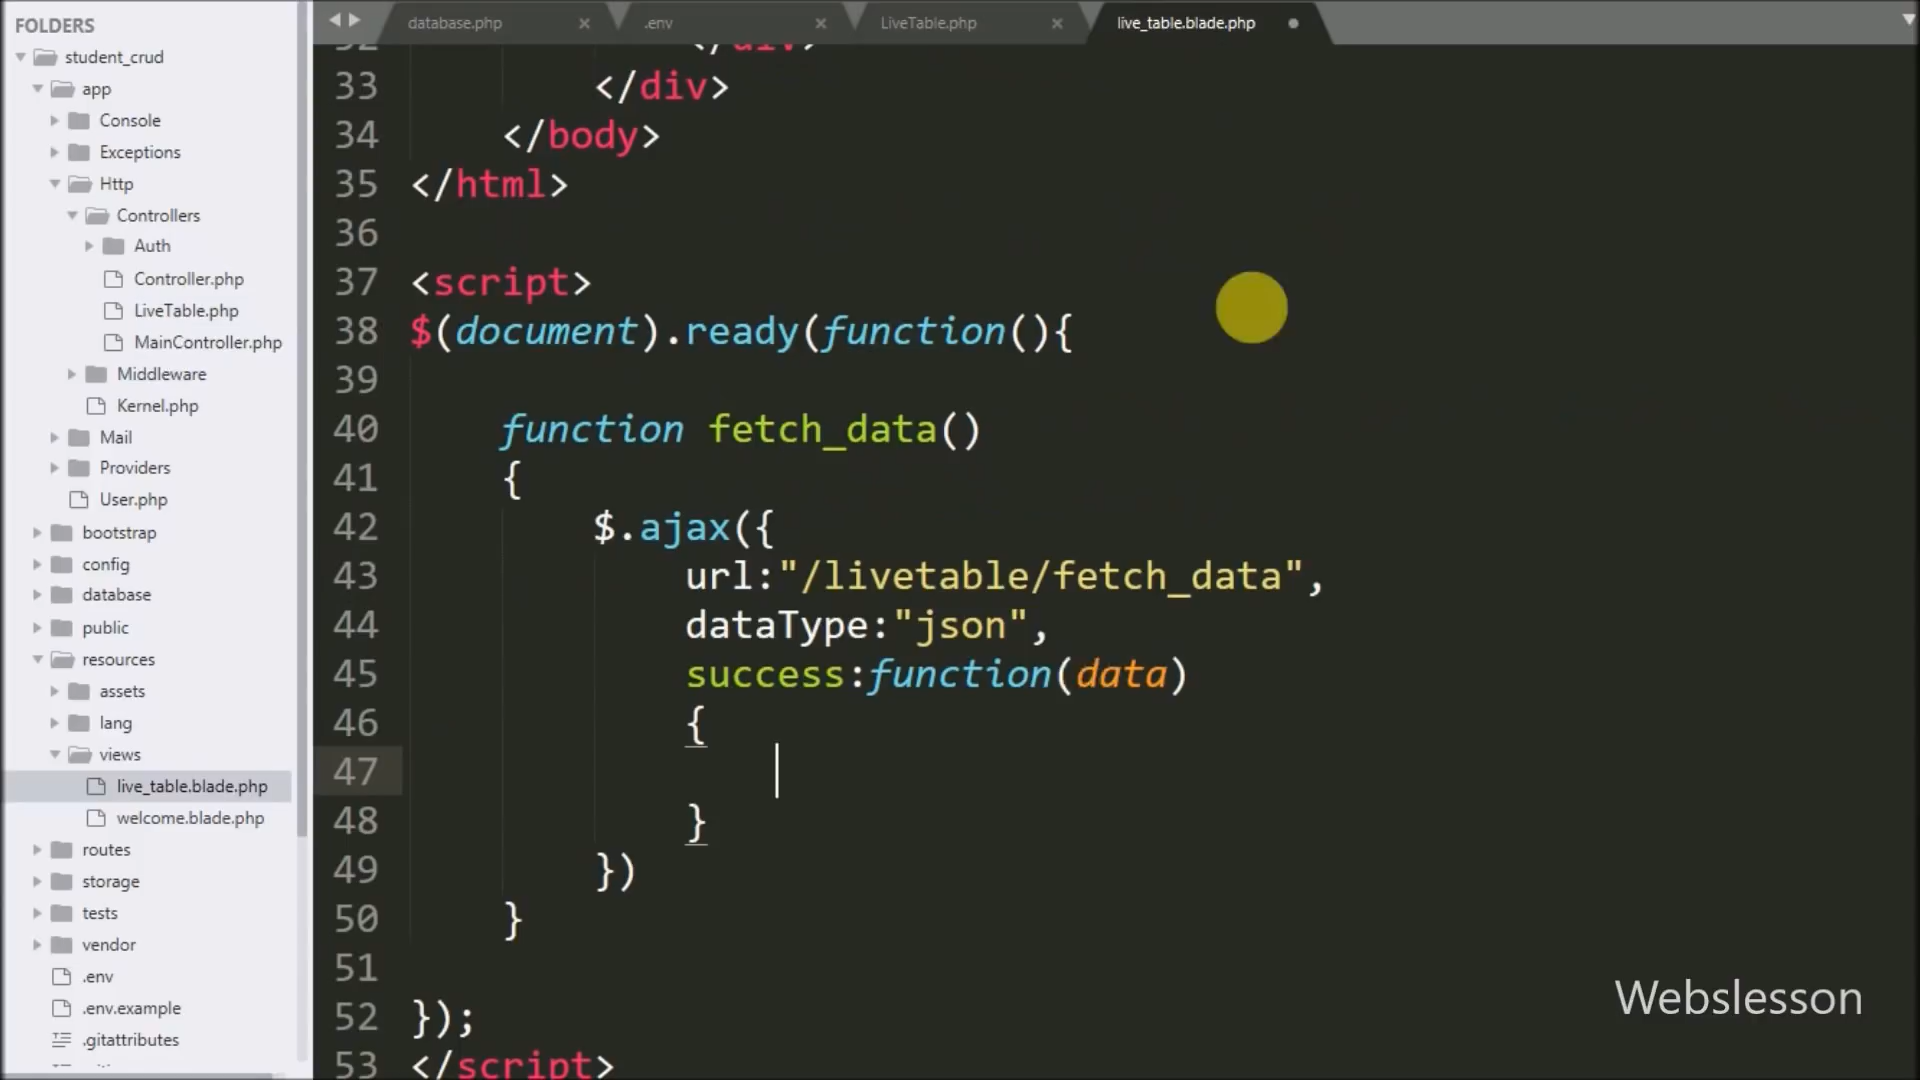 FOLDERS
student_crud
app
Console
Exceptions
Http
Controllers
Auth
Controller.php
LiveTable.php
MainController.php
Middleware
Kernel.php
Mail
Providers
User.php
bootstrap
config
database
public
resources
assets
lang
views
live_table.blade.php
welcome.blade.php
routes
storage
tests
vendor
.env
.env.example
.gitattributes
database.php
.env
LiveTable.php
live_table.blade.php
32 </div>
33 </div>
34 </body>
35 </html>
36
37 <script>
38 $(document).ready(function(){
39
40 function fetch_data()
41 {
42 $.ajax({
43 url:"/livetable/fetch_data",
44 dataType:"json",
45 success:function(data)
46 {
47
48 }
49 })
50 }
51
52 });
53 </script>
Webslesson